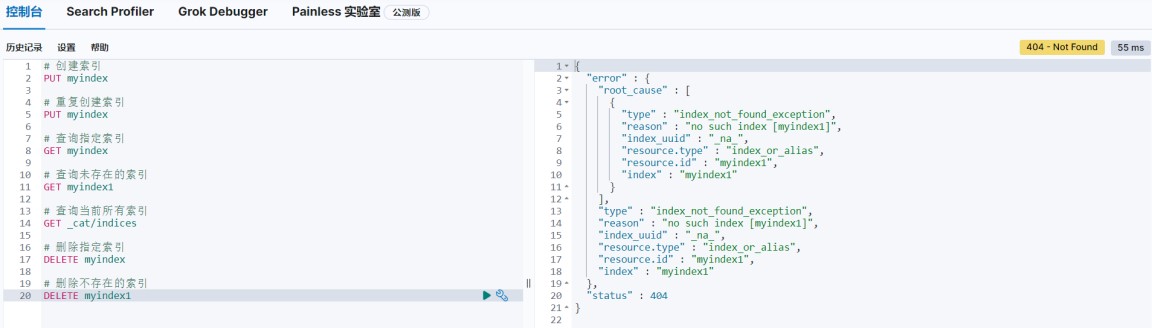 控制台 Search Profiler Grok Debugger Painless 实验室 公测版
历史记录 设置 帮助 404 - Not Found 55 ms
1 # 创建索引
2 PUT myindex
3
4 # 重复创建索引
5 PUT myindex
6
7 # 查询指定索引
8 GET myindex
9
10 # 查询未存在的索引
11 GET myindex1
12
13 # 查询当前所有索引
14 GET _cat/indices
15
16 # 删除指定索引
17 DELETE myindex
18
19 # 删除不存在的索引
20 DELETE myindex1
1 {
2 "error" : {
3 "root_cause" : [
4 {
5 "type" : "index_not_found_exception",
6 "reason" : "no such index [myindex1]",
7 "index_uuid" : "_na_",
8 "resource.type" : "index_or_alias",
9 "resource.id" : "myindex1",
10 "index" : "myindex1"
11 }
12 ],
13 "type" : "index_not_found_exception",
14 "reason" : "no such index [myindex1]",
15 "index_uuid" : "_na_",
16 "resource.type" : "index_or_alias",
17 "resource.id" : "myindex1",
18 "index" : "myindex1"
19 },
20 "status" : 404
21 }
22